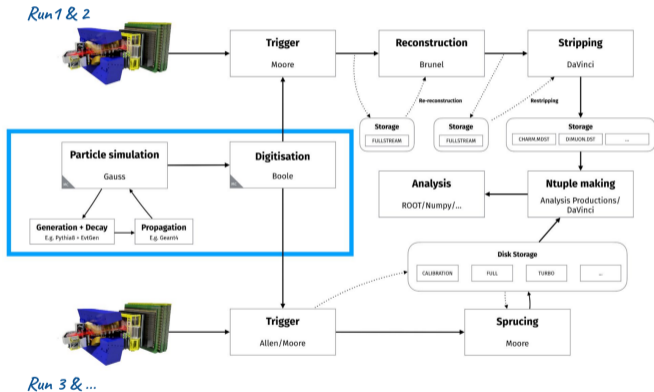 Run 1 & 2
Trigger
Moore
Reconstruction
Brunel
Stripping
DaVinci
Re-reconstruction
Restripping
Storage
FULLSTREAM
Storage
FULLSTREAM
Storage
CHARM.MDST
DIMUON.DST
...
Particle simulation
Gauss
Digitisation
Boole
Generation + Decay
E.g. Pythia8 + EvtGen
Propagation
E.g. Geant4
Analysis
ROOT/Numpy/...
Ntuple making
Analysis Productions/
DaVinci
Disk Storage
CALIBRATION
FULL
TURBO
...
Trigger
Allen/Moore
Sprucing
Moore
Run 3 & ...